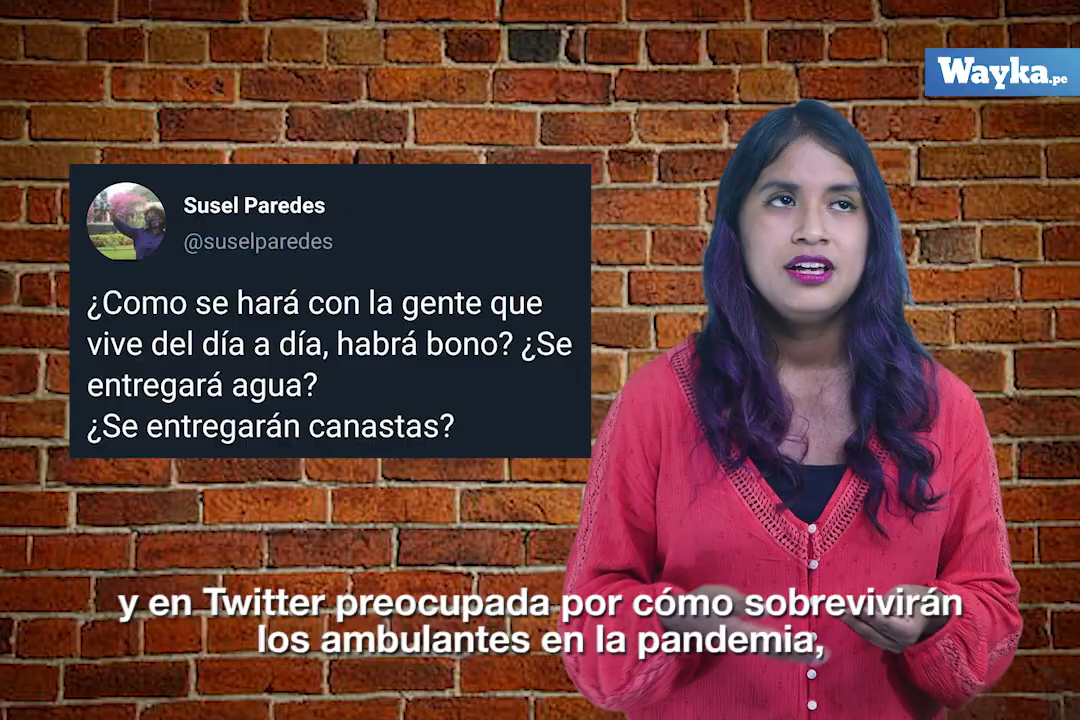 Wayka.pe
Susel Paredes
@suselparedes
¿Como se hará con la gente que
vive del día a día, habrá bono? ¿Se
entregará agua?
¿Se entregarán canastas?
y en Twitter preocupada por cómo sobrevivirán
los ambulantes en la pandemia,